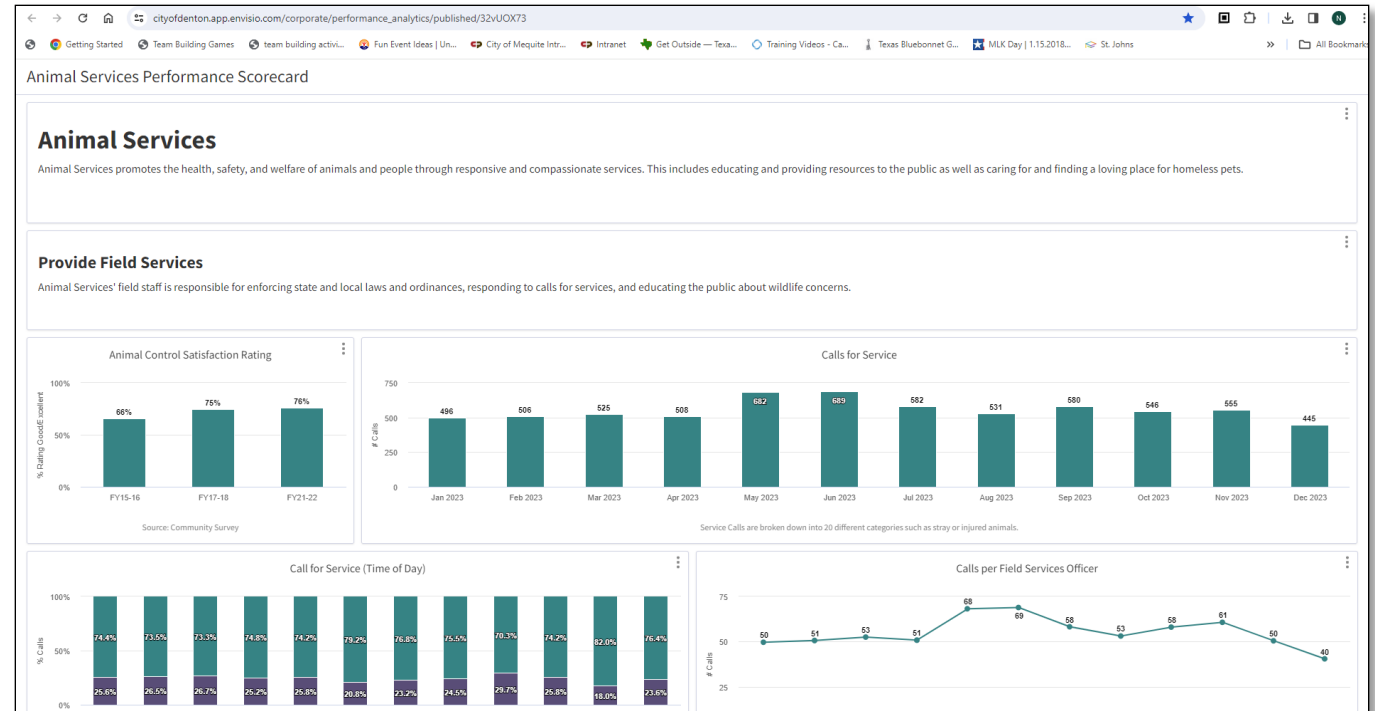 cityofdenton.app.envisio.com/corporate/performance_analytics/published/32vUOX73
N
Getting Started Team Building Games team building activi... Fun Event Ideas | Un... City of Mequite Intr... Intranet Get Outside — Texa... Training Videos - Ca... Texas Bluebonnet G... MLK Day | 1.15.2018... St. Johns » All Bookmarks
Animal Services Performance Scorecard
Animal Services
Animal Services promotes the health, safety, and welfare of animals and people through responsive and compassionate services. This includes educating and providing resources to the public as well as caring for and finding a loving place for homeless pets.
Provide Field Services
Animal Services' field staff is responsible for enforcing state and local laws and ordinances, responding to calls for services, and educating the public about wildlife concerns.
Animal Control Satisfaction Rating
% Rating Good/Excellent
100%
50%
0%
66% 75% 76%
FY15-16 FY17-18 FY21-22
Source: Community Survey
Calls for Service
# Calls
750
500
250
0
496 506 525 508 682 689 582 531 580 546 555 445
Jan 2023 Feb 2023 Mar 2023 Apr 2023 May 2023 Jun 2023 Jul 2023 Aug 2023 Sep 2023 Oct 2023 Nov 2023 Dec 2023
Service Calls are broken down into 20 different categories such as stray or injured animals.
Call for Service (Time of Day)
% Calls
100%
50%
0%
74.4% 73.5% 73.3% 74.8% 74.2% 79.2% 76.8% 75.5% 70.3% 74.2% 82.0% 76.4%
25.6% 26.5% 26.7% 25.2% 25.8% 20.8% 23.2% 24.5% 29.7% 25.8% 18.0% 23.6%
Calls per Field Services Officer
# Calls
75
50
25
50 51 53 51 68 69 58 53 58 61 50 40